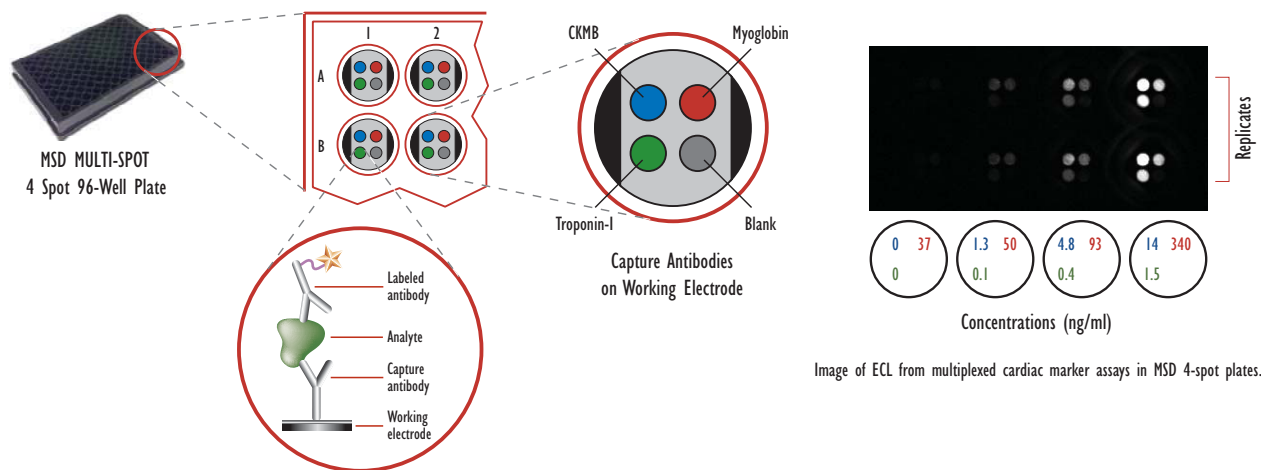 MSD MULTI-SPOT
4 Spot 96-Well Plate
1 2
A
B
Labeled
antibody
Analyte
Capture
antibody
Working
electrode
CKMB
Myoglobin
Troponin-I
Blank
Capture Antibodies
on Working Electrode
Replicates
0 37
0
1.3 50
0.1
4.8 93
0.4
14 340
1.5
Concentrations (ng/ml)
Image of ECL from multiplexed cardiac marker assays in MSD 4-spot plates.